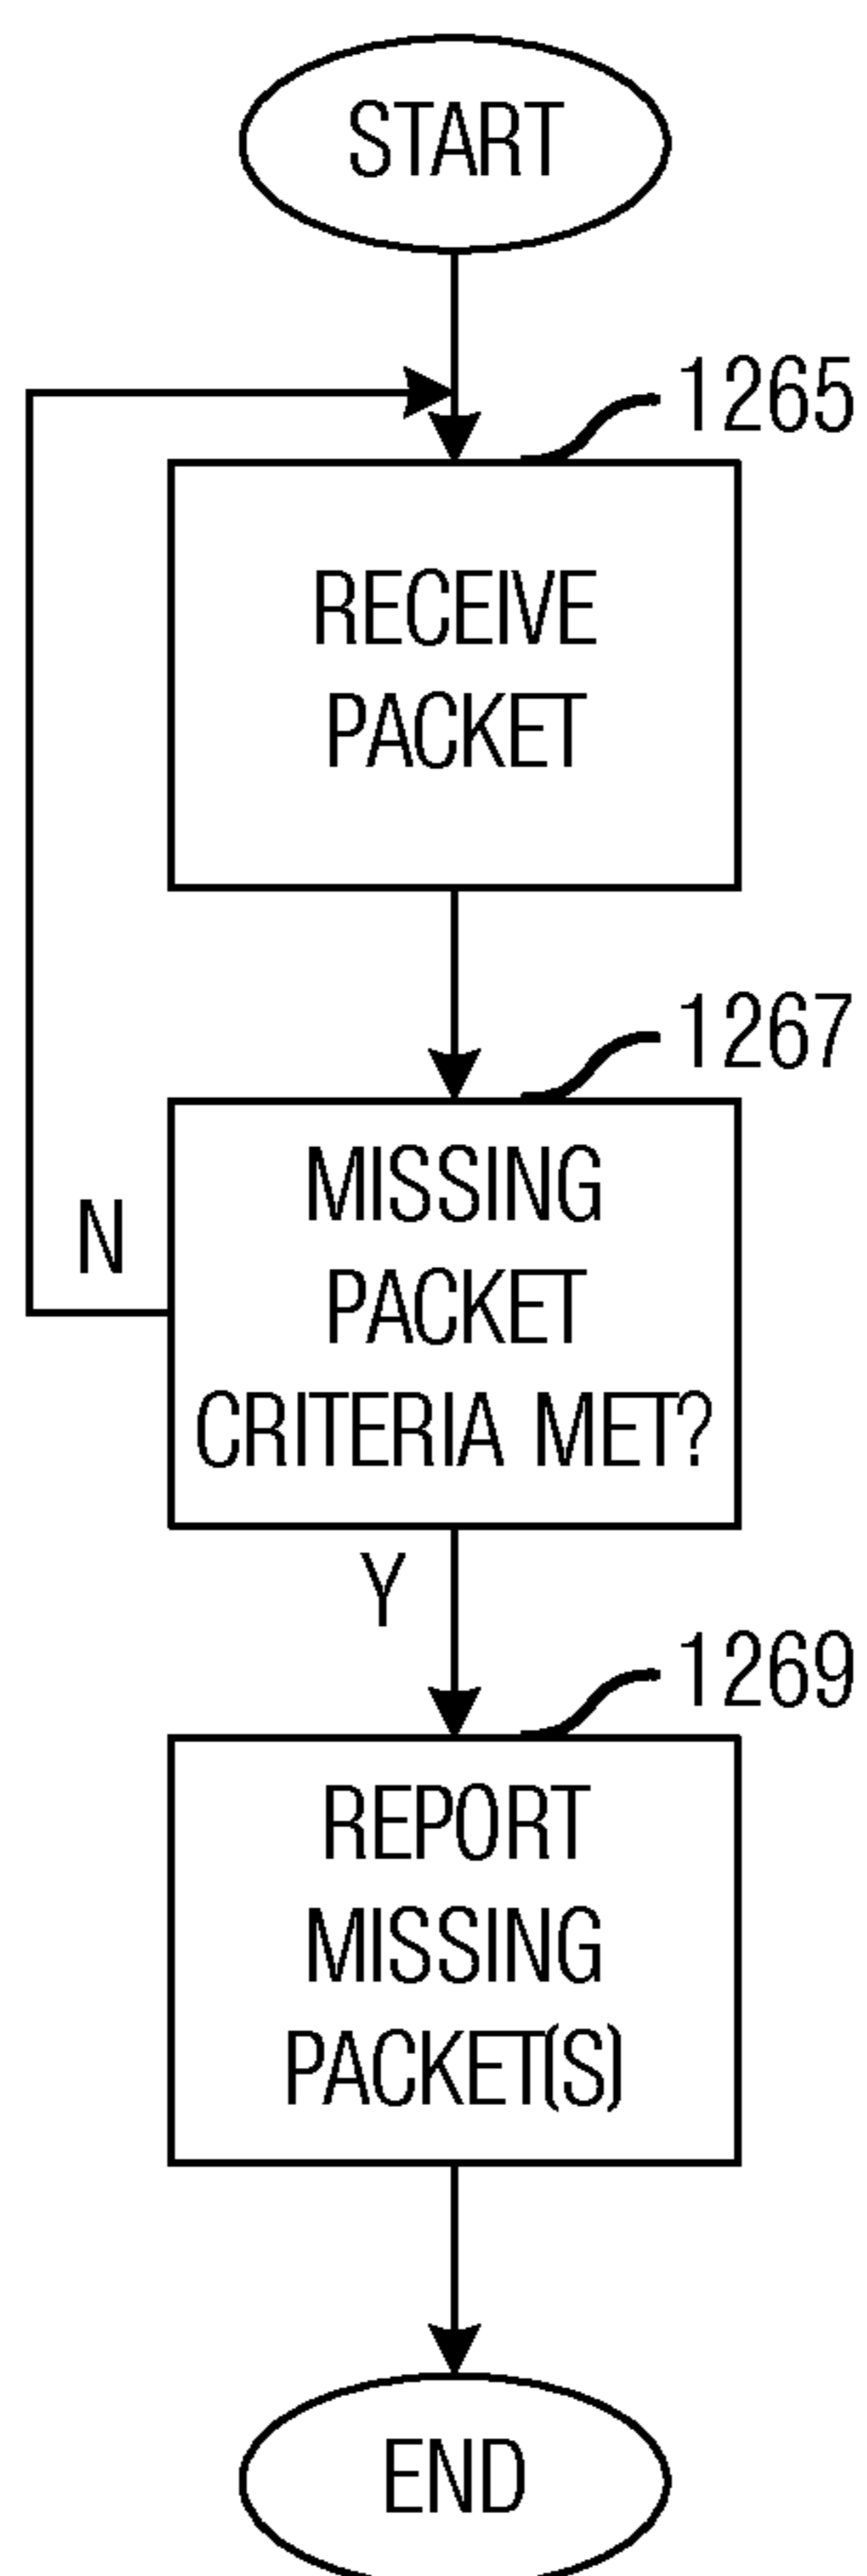 START
1265
RECEIVE
PACKET
1267
MISSING
PACKET
CRITERIA MET?
N
Y
1269
REPORT
MISSING
PACKET(S)
END